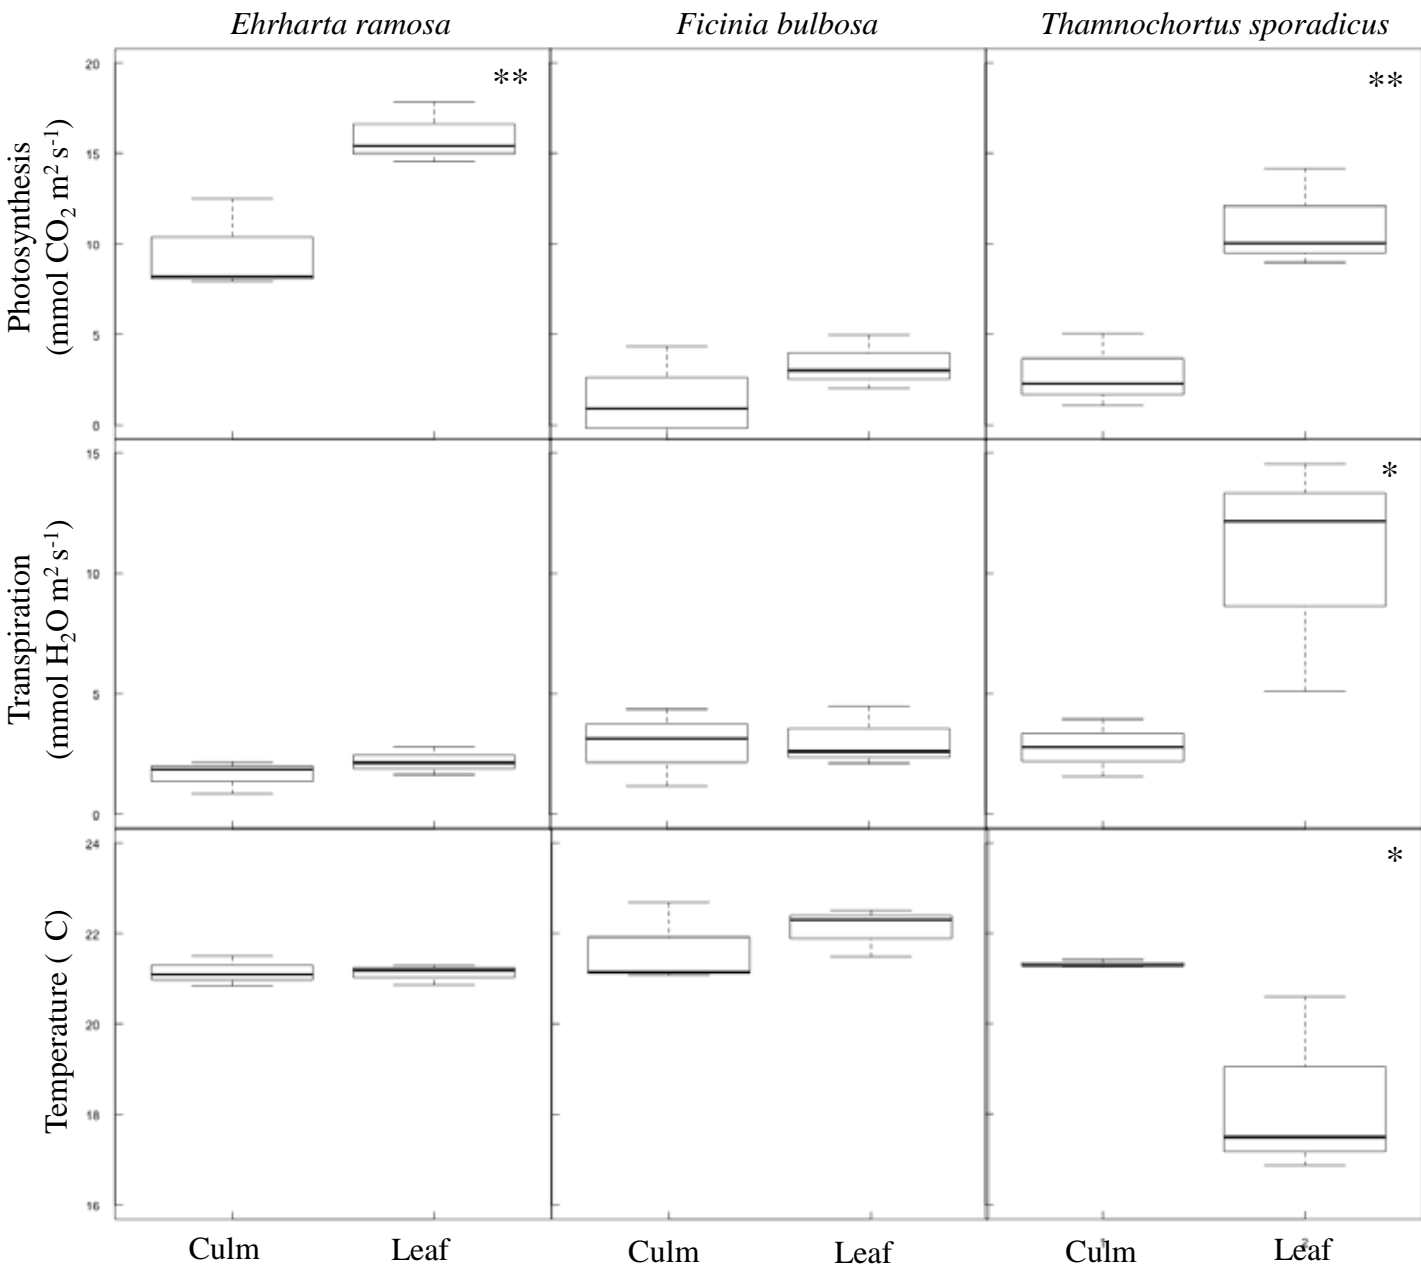 Ehrharta ramosa
Ficinia bulbosa
Thamnochortus sporadicus
Photosynthesis
(mmol CO₂ m² s⁻¹)
20
15
10
5
0
**
**
Transpiration
(mmol H₂O m² s⁻¹)
15
10
5
0
*
Temperature ( C)
24
22
20
18
16
*
Culm
Leaf
Culm
Leaf
Culm
Leaf